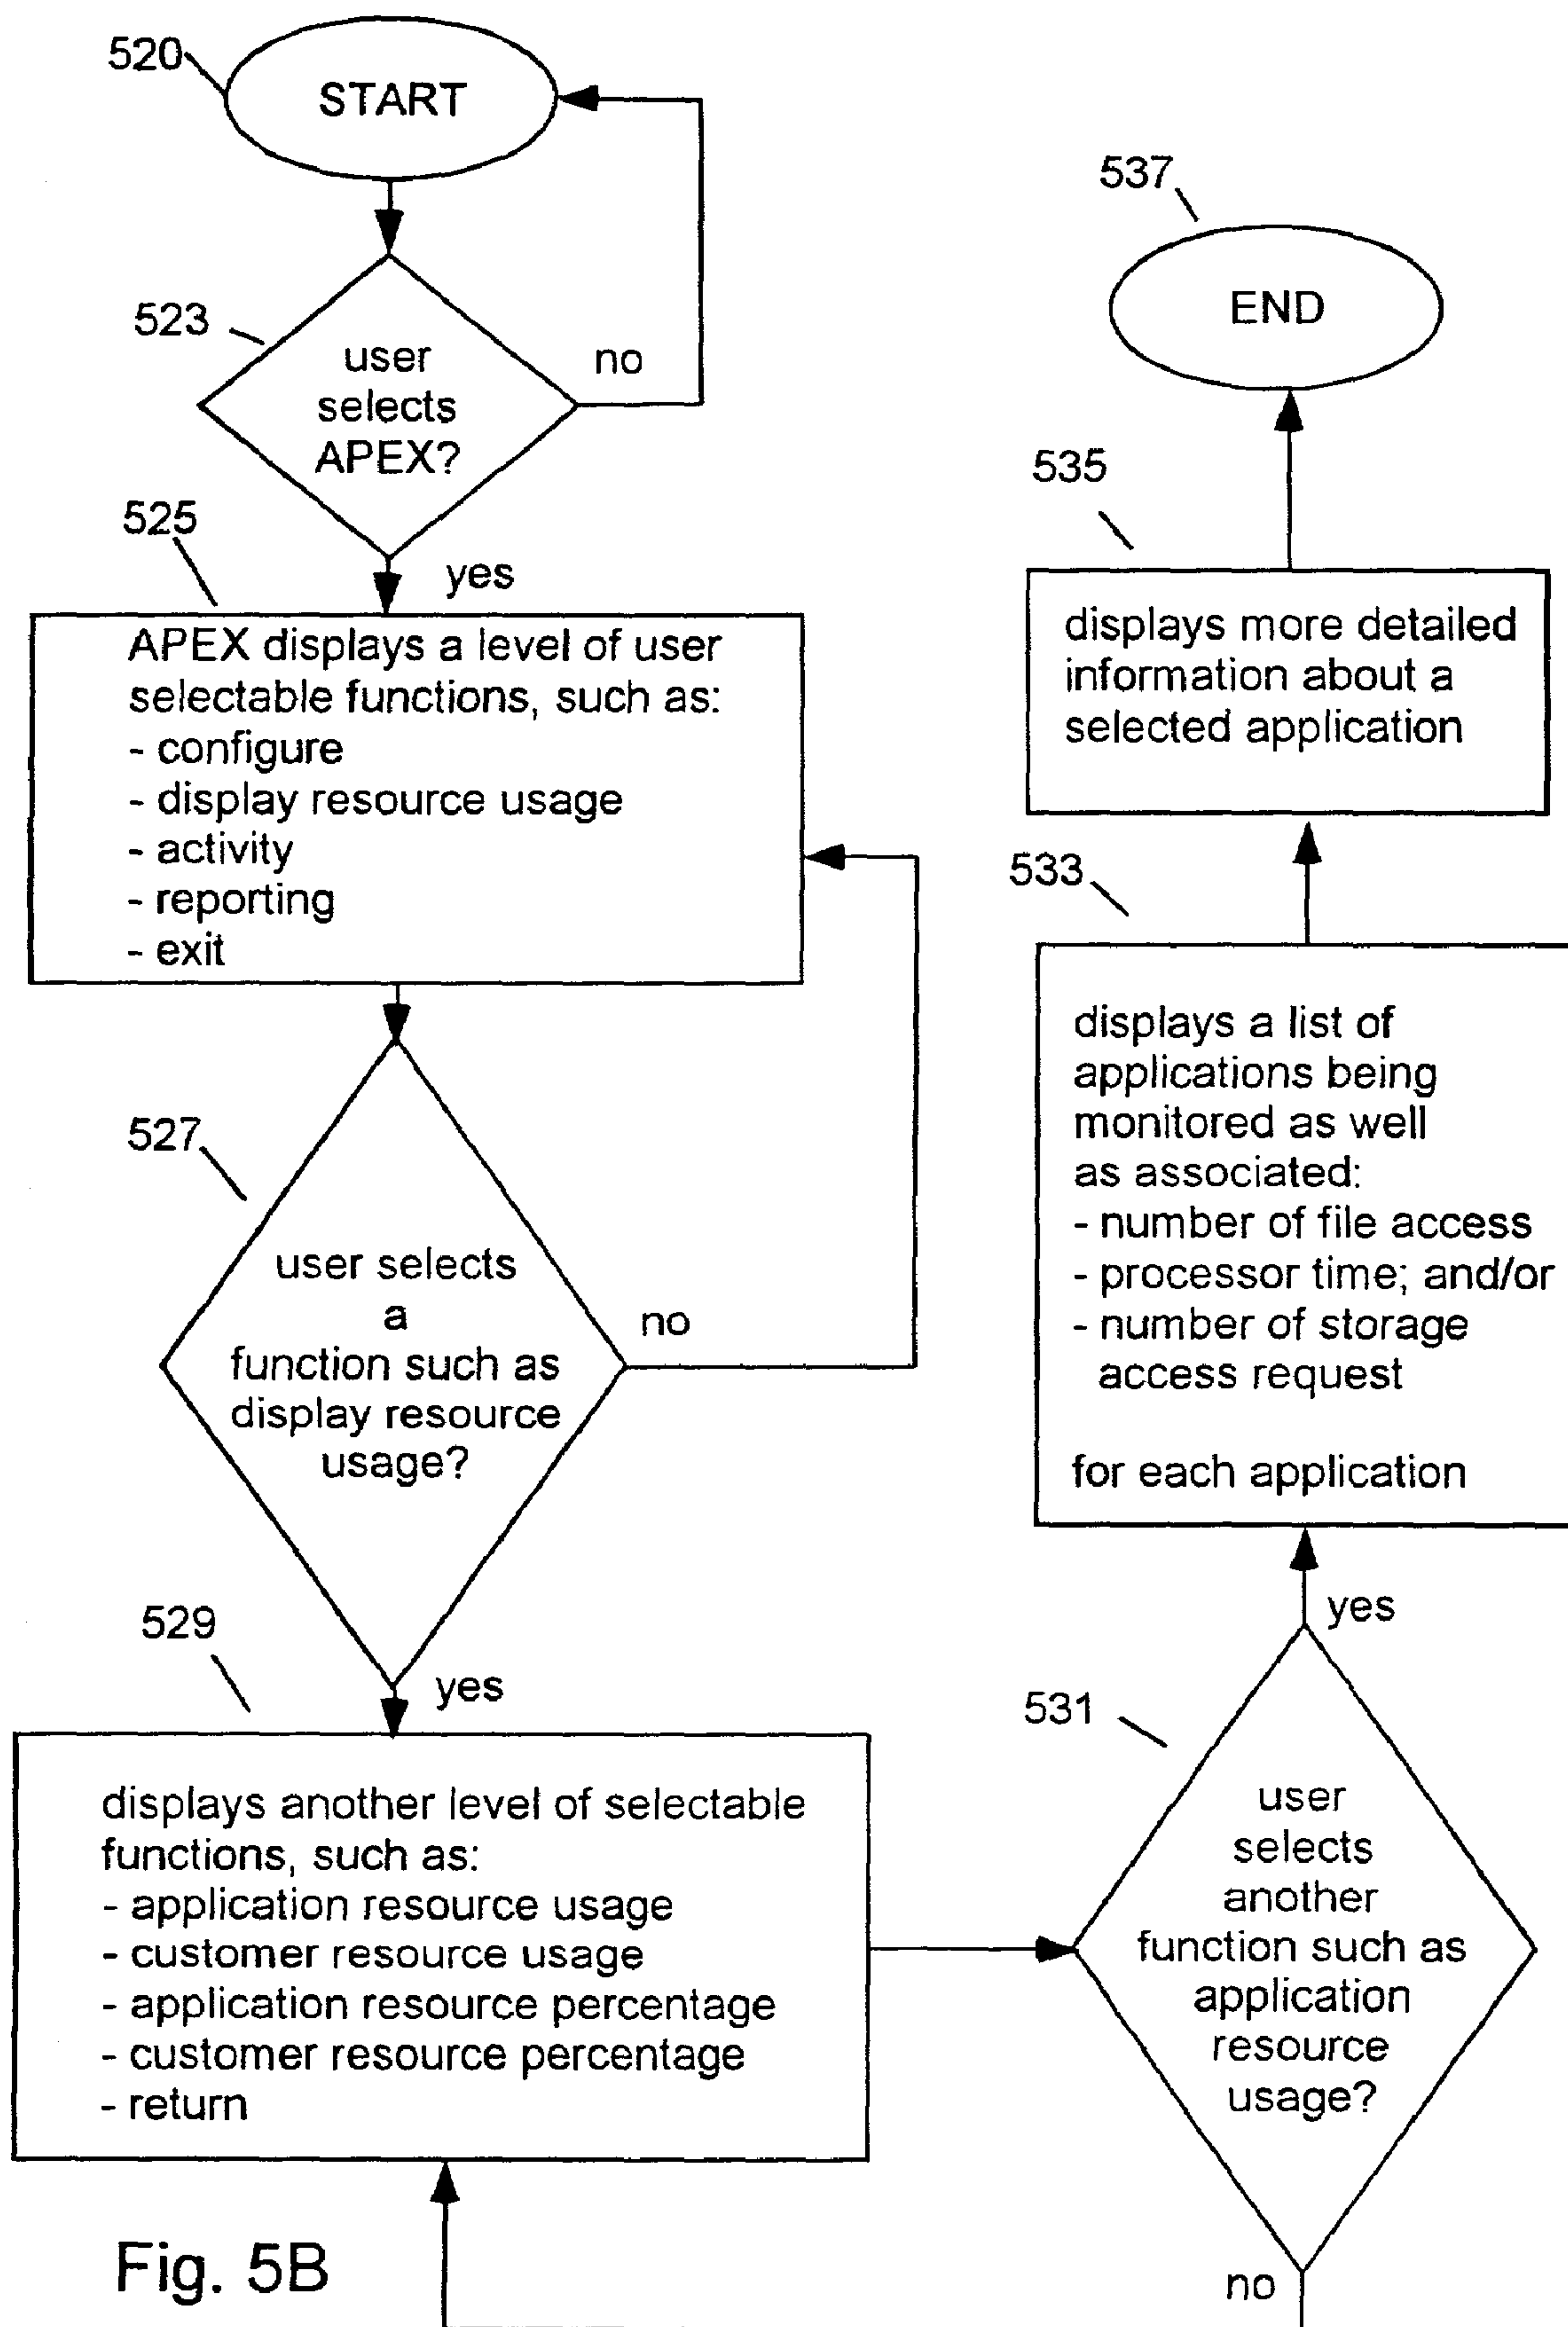 520
START
523
user
selects
APEX?
no
yes
525
APEX displays a level of user
selectable functions, such as:
- configure
- display resource usage
- activity
- reporting
- exit
527
user selects
a
function such as
display resource
usage?
no
yes
529
displays another level of selectable
functions, such as:
- application resource usage
- customer resource usage
- application resource percentage
- customer resource percentage
- return
531
user
selects
another
function such as
application
resource
usage?
no
yes
533
displays a list of
applications being
monitored as well
as associated:
- number of file access
- processor time; and/or
- number of storage
access request
for each application
535
displays more detailed
information about a
selected application
537
END
Fig. 5B